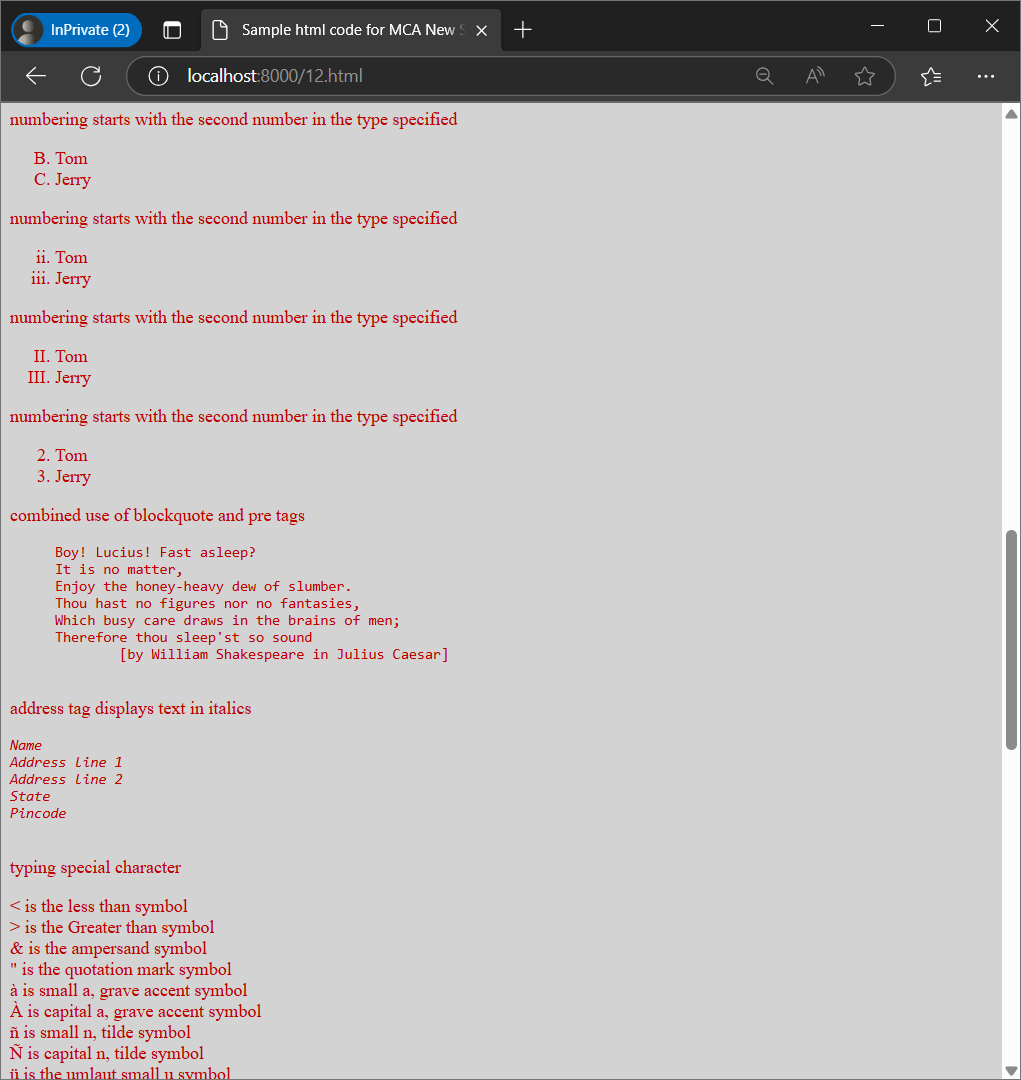 InPrivate (2)
Sample html code for MCA New S
localhost:8000/12.html
numbering starts with the second number in the type specified
B. Tom
C. Jerry
numbering starts with the second number in the type specified
ii. Tom
iii. Jerry
numbering starts with the second number in the type specified
II. Tom
III. Jerry
numbering starts with the second number in the type specified
2. Tom
3. Jerry
combined use of blockquote and pre tags
Boy! Lucius! Fast asleep?
It is no matter,
Enjoy the honey-heavy dew of slumber.
Thou hast no figures nor no fantasies,
Which busy care draws in the brains of men;
Therefore thou sleep'st so sound
[by William Shakespeare in Julius Caesar]
address tag displays text in italics
Name
Address line 1
Address line 2
State
Pincode
typing special character
< is the less than symbol
> is the Greater than symbol
& is the ampersand symbol
" is the quotation mark symbol
à is small a, grave accent symbol
À is capital a, grave accent symbol
ñ is small n, tilde symbol
Ñ is capital n, tilde symbol
ü is the umlaut small u symbol